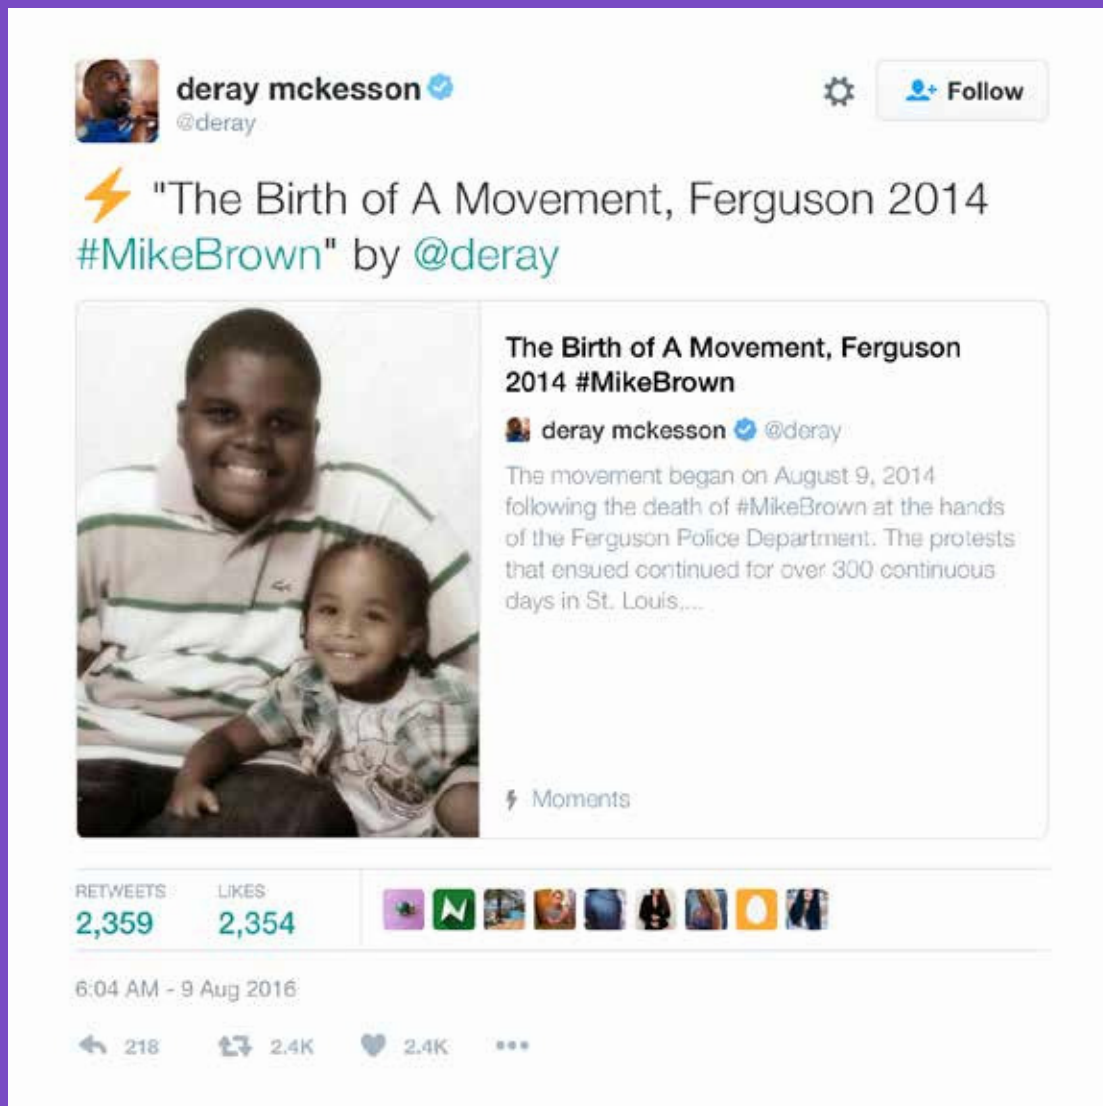 deray mckesson
@deray
Follow
"The Birth of A Movement, Ferguson 2014
#MikeBrown" by @deray
The Birth of A Movement, Ferguson
2014 #MikeBrown
deray mckesson @deray
The movement began on August 9, 2014
following the death of #MikeBrown at the hands
of the Ferguson Police Department. The protests
that ensued continued for over 300 continuous
days in St. Louis,...
Moments
RETWEETS LIKES
2,359 2,354
6:04 AM - 9 Aug 2016
218 2.4K 2.4K